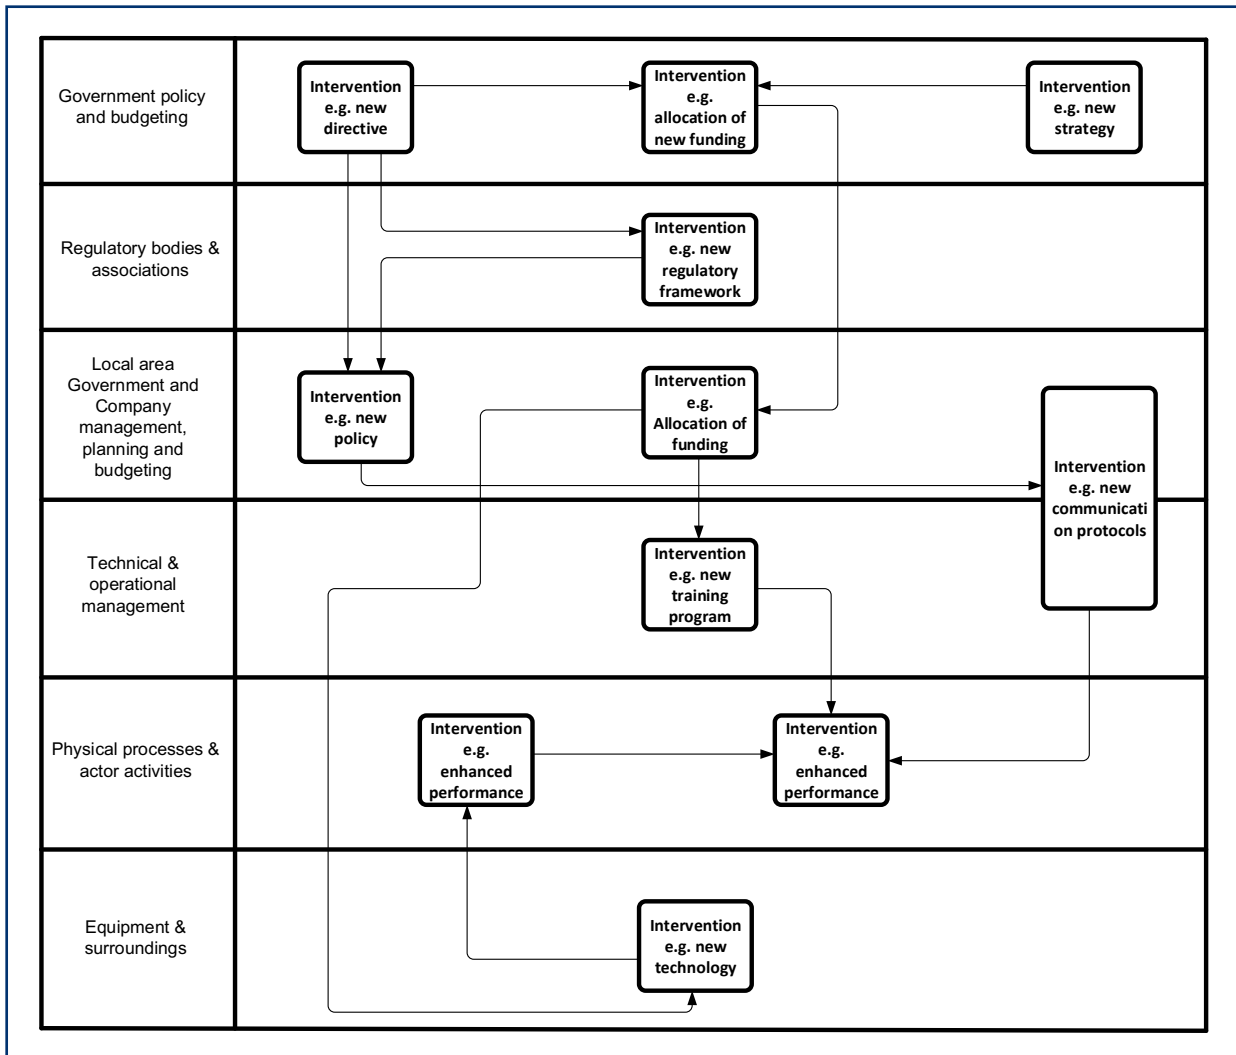 Government policy
and budgeting
Intervention
e.g. new
directive
Intervention
e.g.
allocation of
new funding
Intervention
e.g. new
strategy
Regulatory bodies &
associations
Intervention
e.g. new
regulatory
framework
Local area
Government and
Company
management,
planning and
budgeting
Intervention
e.g. new
policy
Intervention
e.g.
Allocation of
funding
Intervention
e.g. new
communicati
on protocols
Technical &
operational
management
Intervention
e.g. new
training
program
Physical processes &
actor activities
Intervention
e.g.
enhanced
performance
Intervention
e.g.
enhanced
performance
Equipment &
surroundings
Intervention
e.g. new
technology